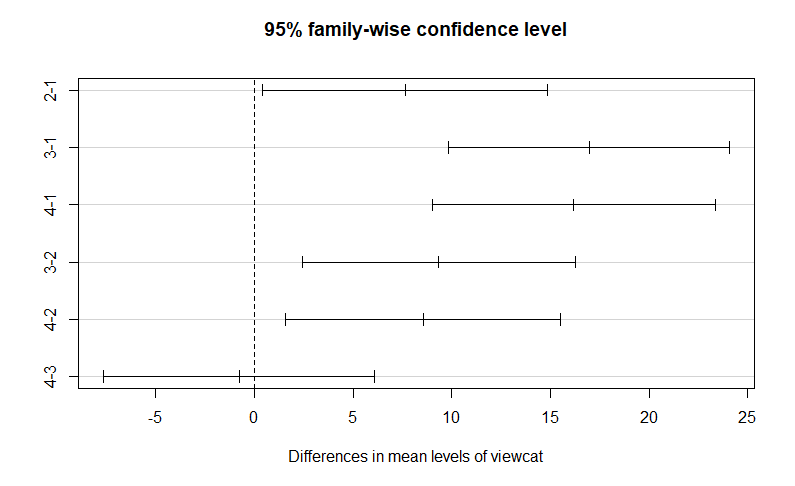 95% family-wise confidence level
2-1
3-1
4-1
3-2
4-2
4-3
-5 0 5 10 15 20 25
Differences in mean levels of viewcat